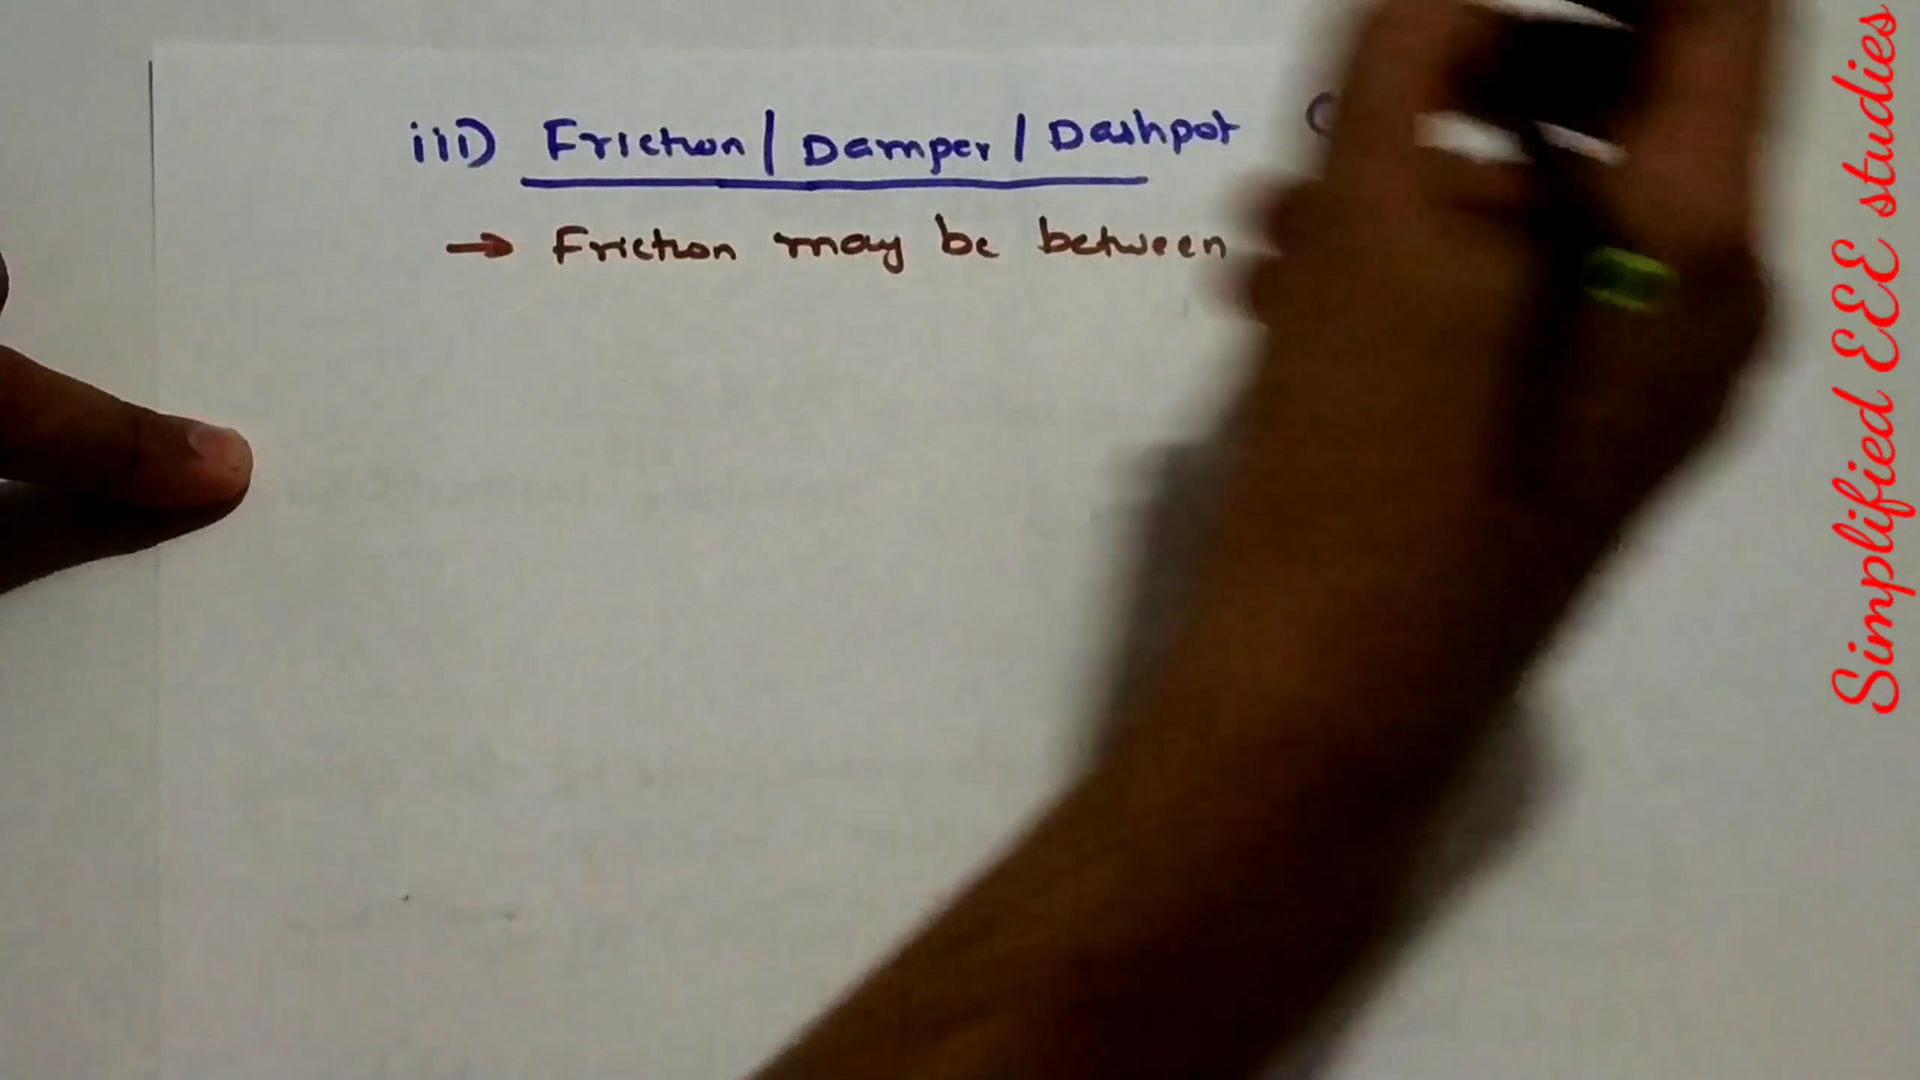 iii) Friction / Damper / Dashpot
→ Friction may be between
Simplified EEE studies